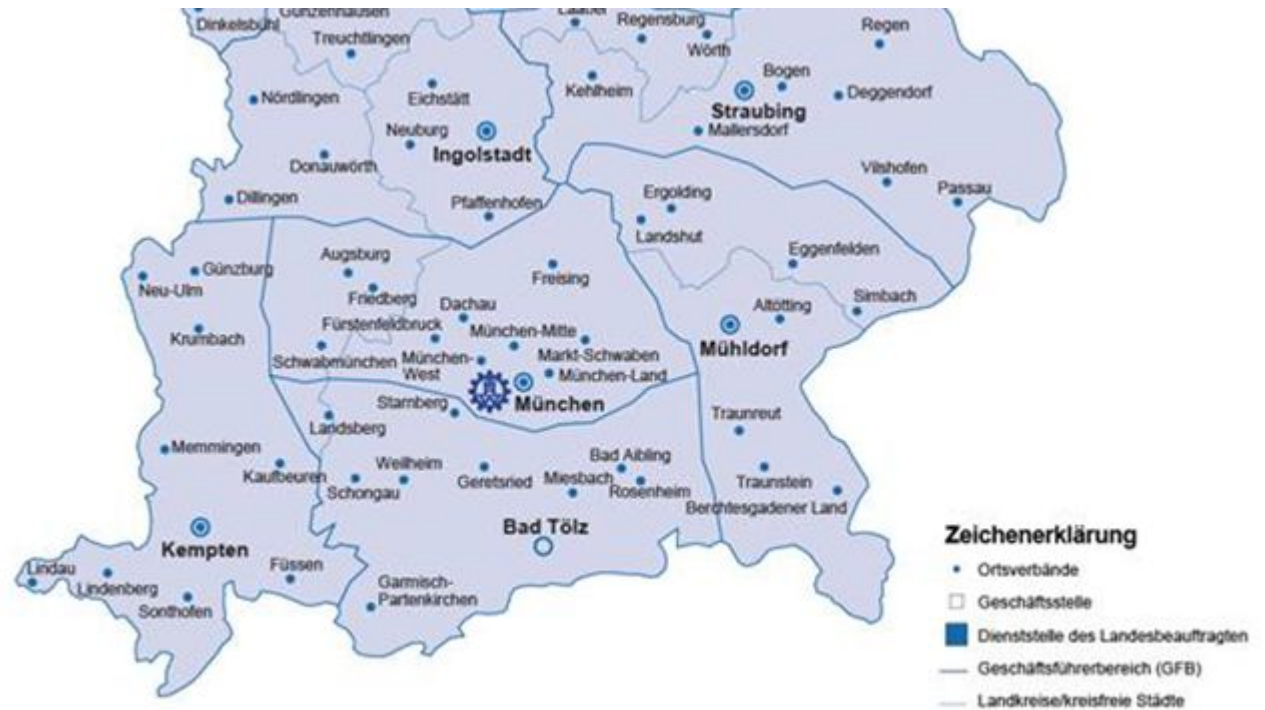 Dinkelsbühl
Gunzenhausen
Laaber
Regensburg
Regen
Treuchtlingen
Wörth
Bogen
Nördlingen
Eichstätt
Kehlheim
Deggendorf
Straubing
Neuburg
Mallersdorf
Ingolstadt
Donauwörth
Vilshofen
Dillingen
Pfaffenhofen
Ergolding
Passau
Landshut
Augsburg
Eggenfelden
Günzburg
Freising
Neu-Ulm
Friedberg
Dachau
Altötting
Simbach
Fürstenfeldbruck
München-Mitte
Krumbach
Mühldorf
Schwabmünchen
München-
West
Markt-Schwaben
München-Land
Starnberg
München
Traunreut
Landsberg
Memmingen
Kaufbeuren
Weilheim
Bad Aibling
Schongau
Geretsried
Miesbach
Rosenheim
Traunstein
Berchtesgadener Land
Bad Tölz
Kempten
Lindau
Füssen
Lindenberg
Garmisch-
Partenkirchen
Sonthofen
Zeichenerklärung
Ortsverbände
Geschäftsstelle
Dienststelle des Landesbeauftragten
Geschäftsführerbereich (GFB)
Landkreise/kreisfreie Städte